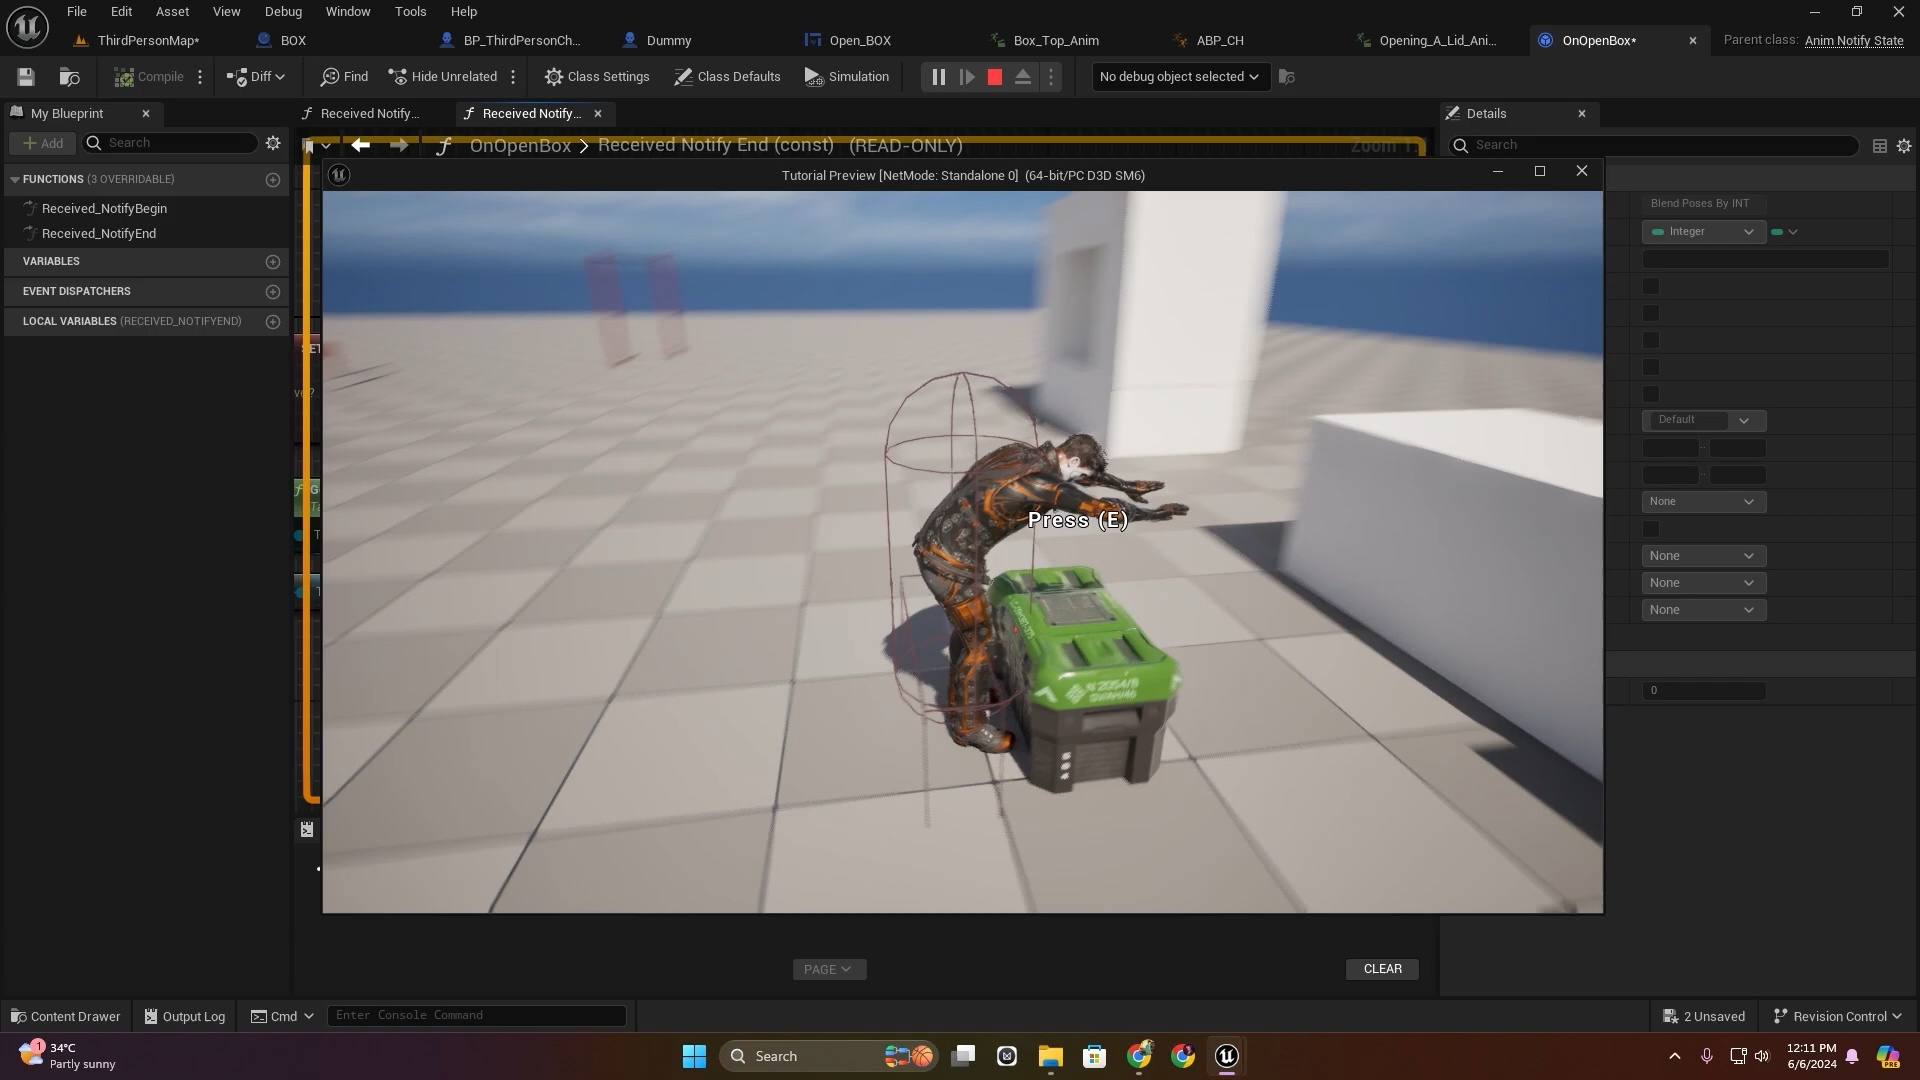 File Edit Asset View Debug Window Tools Help
ThirdPersonMap* BOX BP_ThirdPersonCh... Dummy Open_BOX Box_Top_Anim ABP_CH Opening_A_Lid_Ani... OnOpenBox* Parent class: Anim Notify State
Compile Diff Find Hide Unrelated Class Settings Class Defaults Simulation No debug object selected
My Blueprint Received Notify... Received Notify... Details
Add Search OnOpenBox > Received Notify End (const) (READ-ONLY) Search
FUNCTIONS (3 OVERRIDABLE)
Tutorial Preview [NetMode: Standalone 0] (64-bit/PC D3D SM6)
Received_NotifyBegin
Blend Poses By INT
Received_NotifyEnd
Integer
VARIABLES
EVENT DISPATCHERS
LOCAL VARIABLES (RECEIVED_NOTIFYEND)
Default
None
Press (E)
None
None
None
0
PAGE CLEAR
Content Drawer Output Log Cmd Enter Console Command 2 Unsaved Revision Control
1 34°C
Partly sunny
Search
12:11 PM
6/6/2024